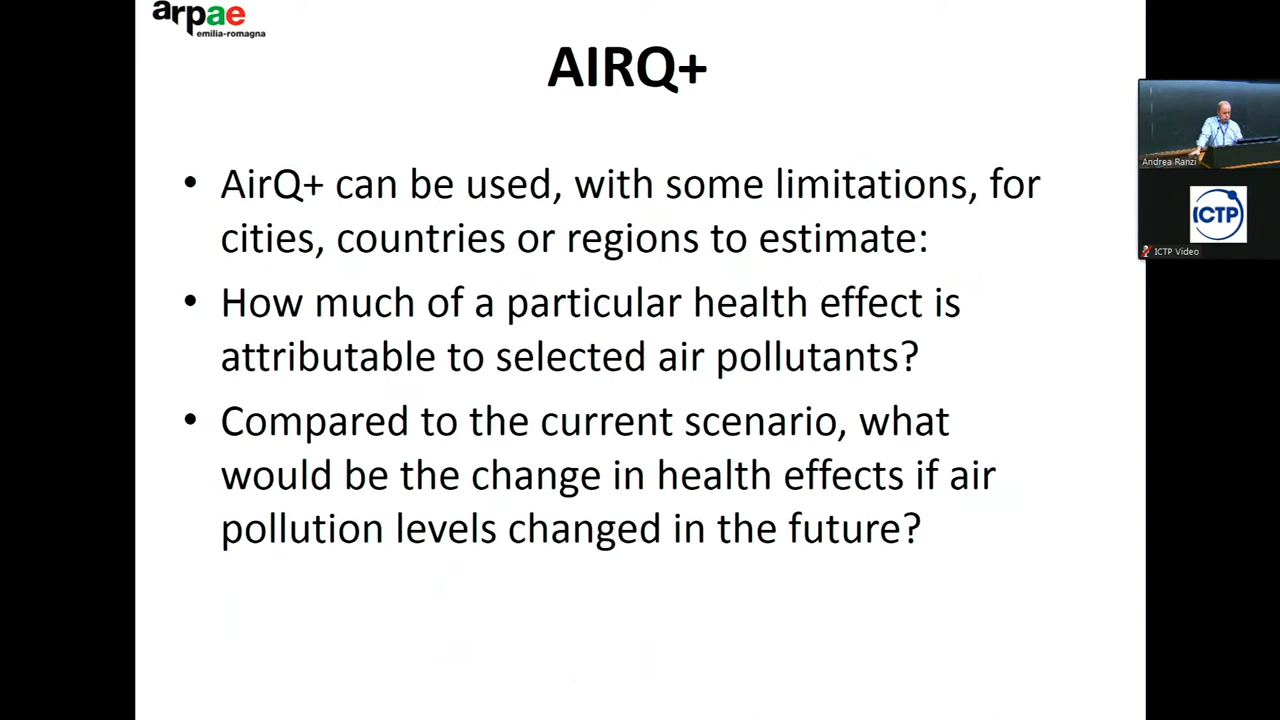 arpae
emilia-romagna
AIRQ+
• AirQ+ can be used, with some limitations, for
cities, countries or regions to estimate:
• How much of a particular health effect is
attributable to selected air pollutants?
• Compared to the current scenario, what
would be the change in health effects if air
pollution levels changed in the future?
Andrea Ranzi
ICTP
ICTP Video